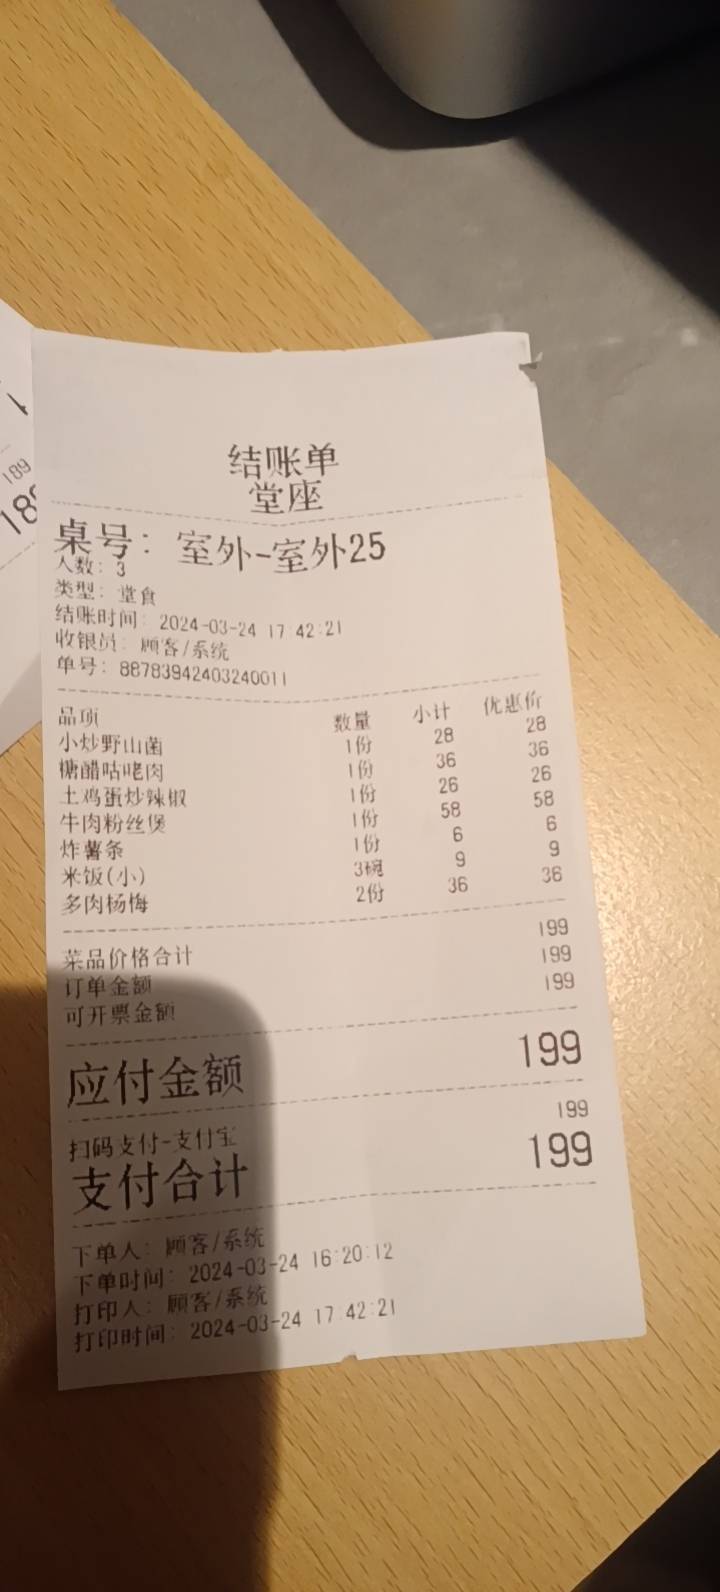 结账单
堂座
桌号: 室外-室外25
人数: 3
类型: 堂食
结账时间: 2024-03-24 17:42:21
收银员: 顾客/系统
单号: 88783942403240011
品项 数量 小计 优惠价
小炒野山菌 1份 28 28
糖醋咕咾肉 1份 36 36
土鸡蛋炒辣椒 1份 26 26
牛肉粉丝煲 1份 58 58
炸薯条 1份 6 6
米饭(小) 3碗 9 9
多肉杨梅 2份 36 36
菜品价格合计 199
订单金额 199
可开票金额 199
应付金额 199
扫码支付-支付宝 199
支付合计 199
下单人: 顾客/系统
下单时间: 2024-03-24 16:20:12
打印人: 顾客/系统
打印时间: 2024-03-24 17:42:21
189